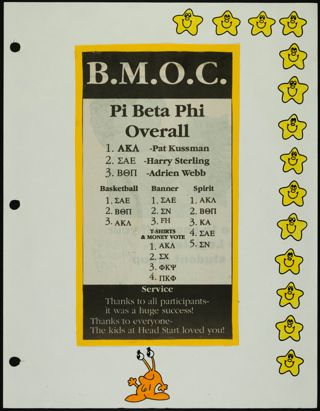 B.M.O.C.
Pi Beta Phi
Overall
1. ΑΚΛ -Pat Kussman
2. ΣΑΕ -Harry Sterling
3. ΒΘΠ -Adrien Webb
Basketball Banner Spirit
1. ΣΑΕ 1. ΣΑΕ 1. ΑΚΛ
2. ΒΘΠ 2. ΣΝ 2. ΒΘΠ
3. ΑΚΛ 3. FH 3. ΚΑ
4. ΣΑΕ
5. ΣΝ
T-SHIRTS
& MONEY VOTE
1. ΑΚΛ
2. ΣΧ
3. ΦΚΨ
4. ΠΚΦ
Service
Thanks to all participants-
it was a huge success!
Thanks to everyone-
The kids at Head Start loved you!